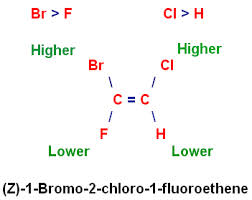 Br > F Cl > H
Higher Higher
Br Cl
C = C
F H
Lower Lower
(Z)-1-Bromo-2-chloro-1-fluoroethene